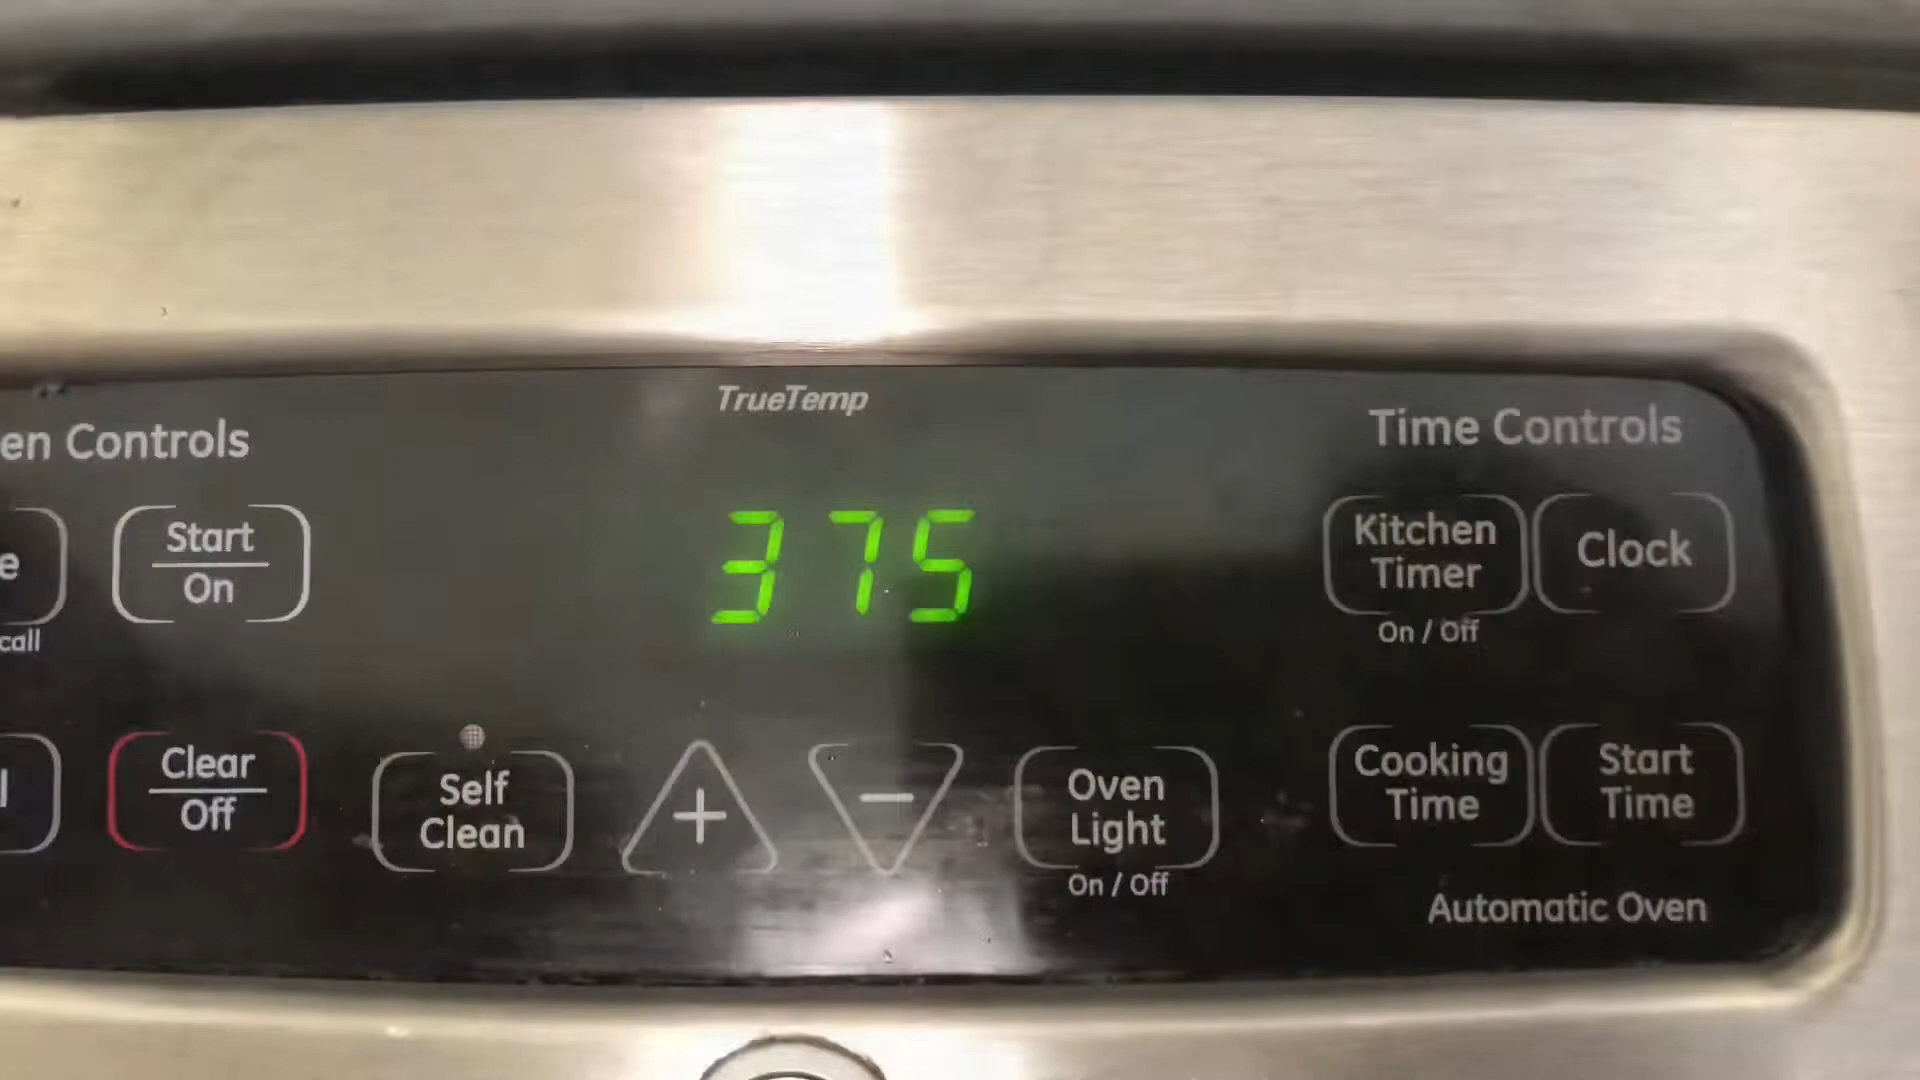 TrueTemp
en Controls
Time Controls
375
Start
On
Kitchen
Timer
On / Off
Clock
e
call
Clear
Off
Self
Clean
+
−
Oven
Light
On / Off
Cooking
Time
Start
Time
Automatic Oven